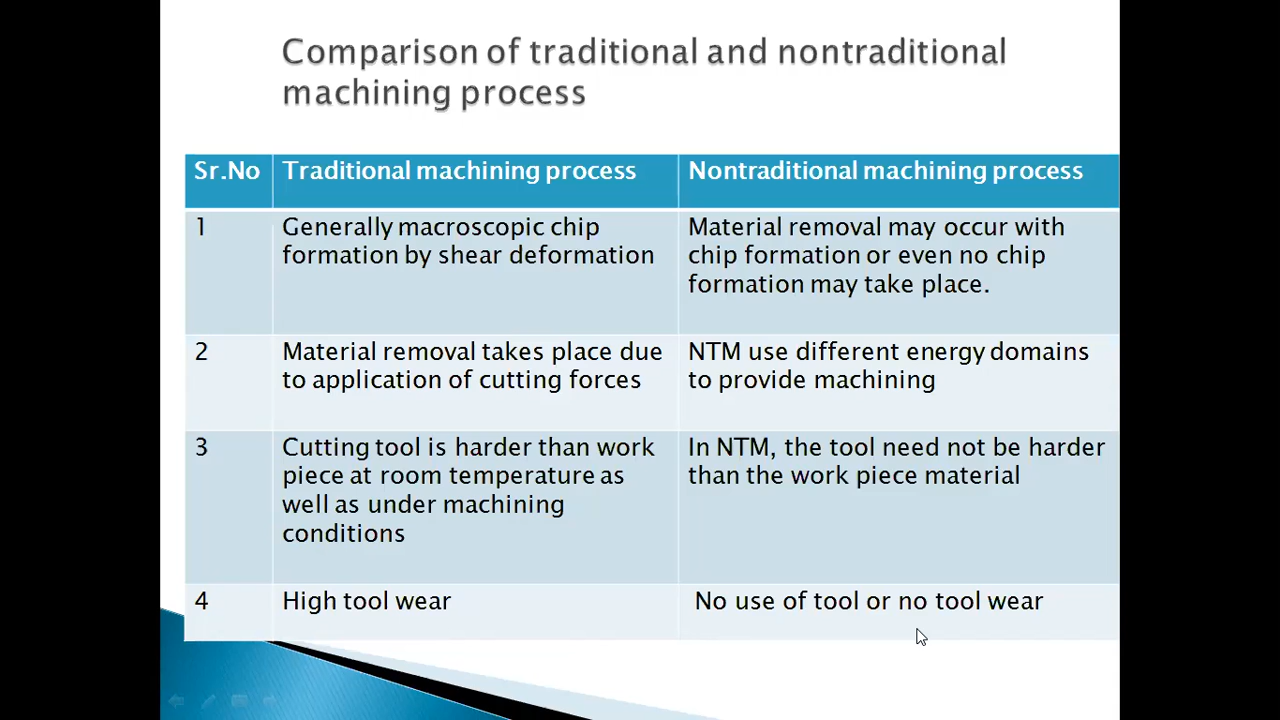 Comparison of traditional and nontraditional
machining process
Sr.No Traditional machining process Nontraditional machining process
1 Generally macroscopic chip
formation by shear deformation
Material removal may occur with
chip formation or even no chip
formation may take place.
2 Material removal takes place due
to application of cutting forces
NTM use different energy domains
to provide machining
3 Cutting tool is harder than work
piece at room temperature as
well as under machining
conditions
In NTM, the tool need not be harder
than the work piece material
4 High tool wear
No use of tool or no tool wear